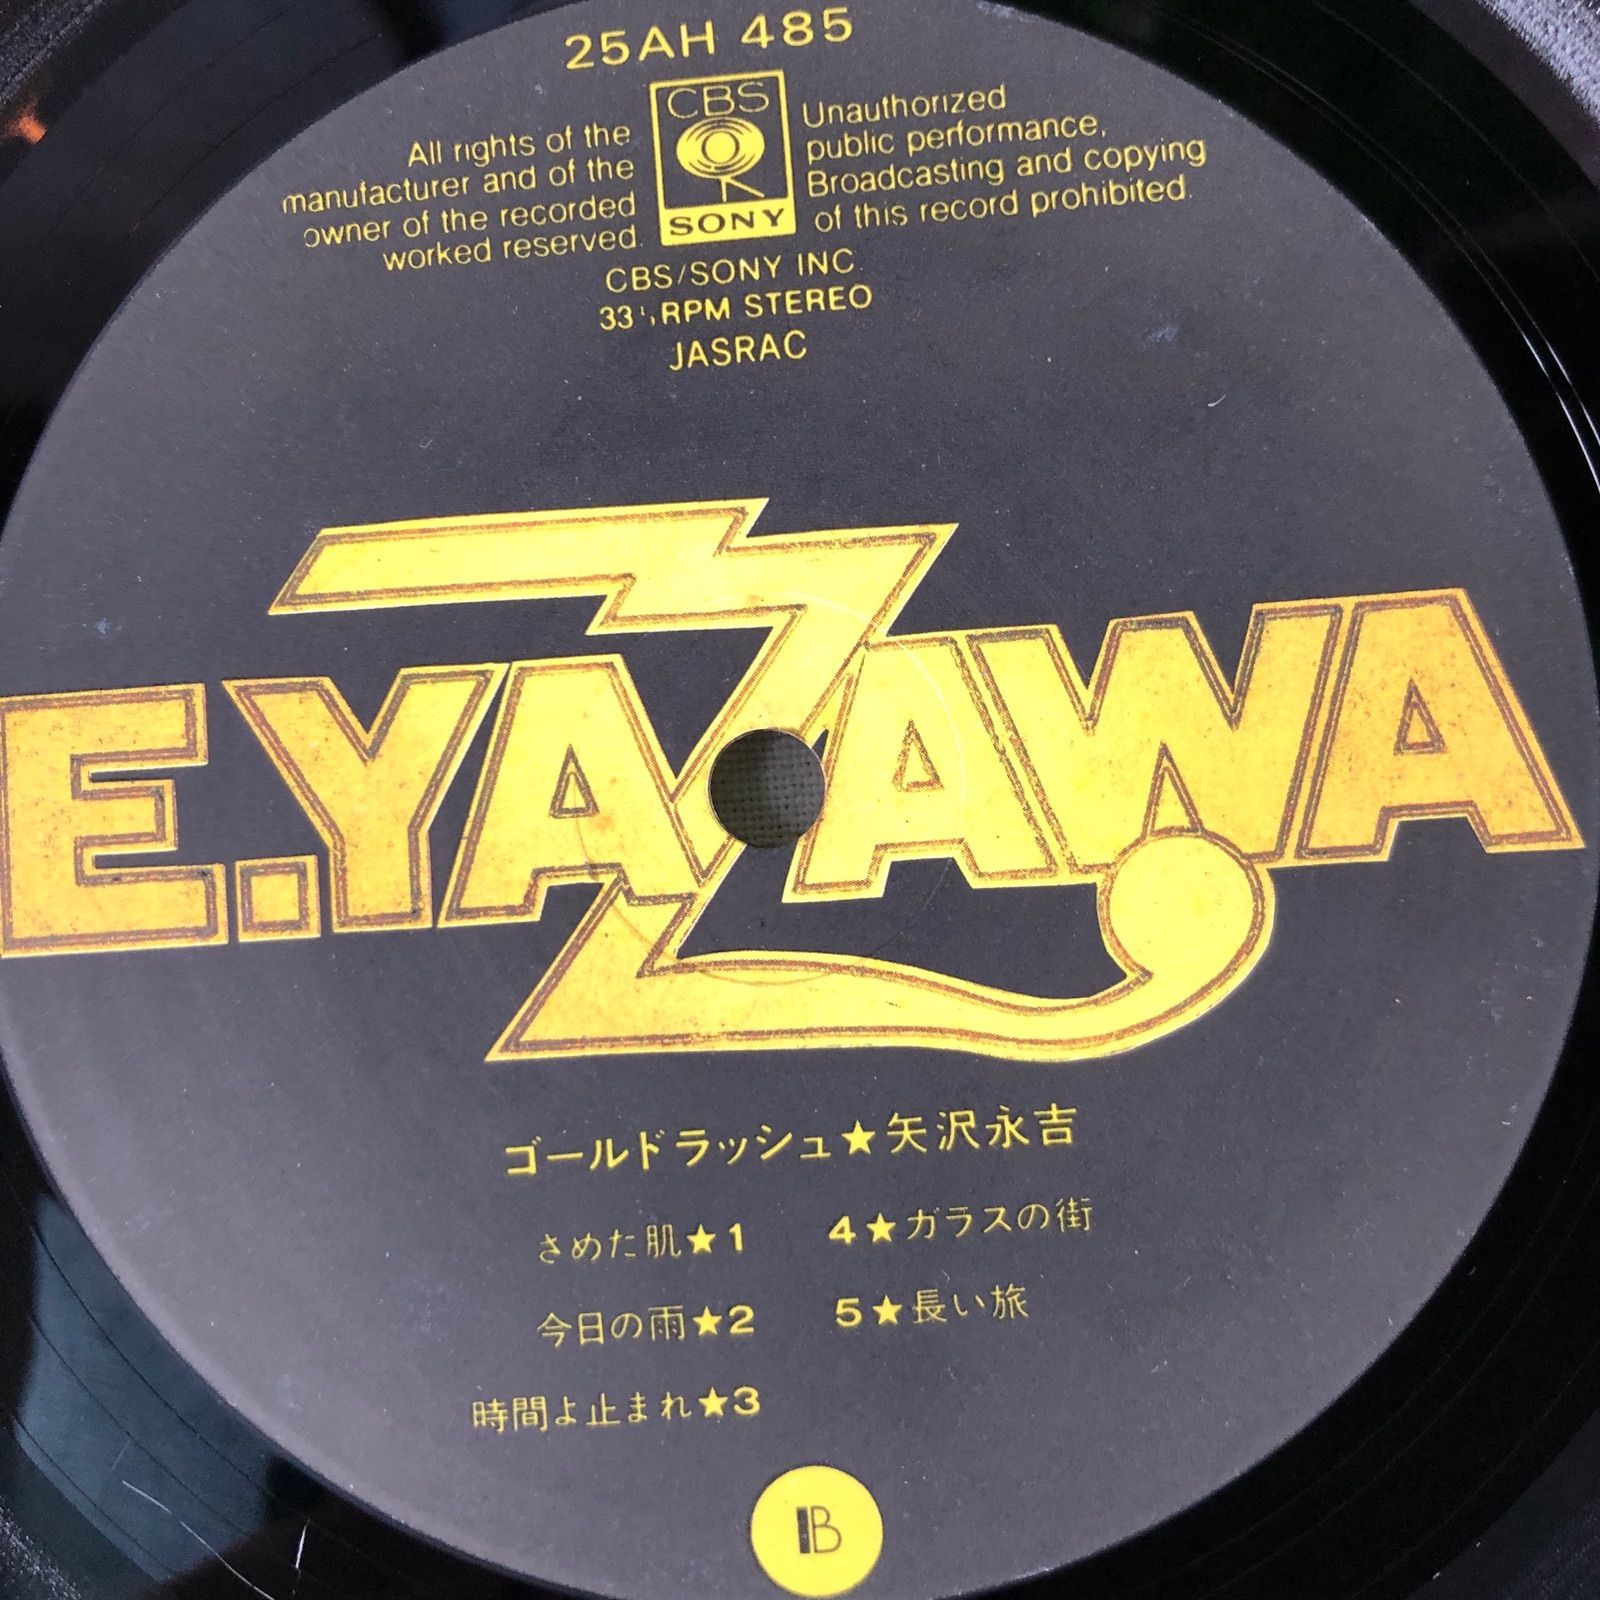 25AH 485
CBS
SONY
All rights of the
manufacturer and of the
owner of the recorded
worked reserved.
Unauthorized
public performance,
Broadcasting and copying
of this record prohibited.
CBS/SONY INC.
33⅓RPM STEREO
JASRAC
E.YAZAWA
ゴールドラッシュ★矢沢永吉
さめた肌★1
今日の雨★2
時間よ止まれ★3
4★ガラスの街
5★長い旅
B